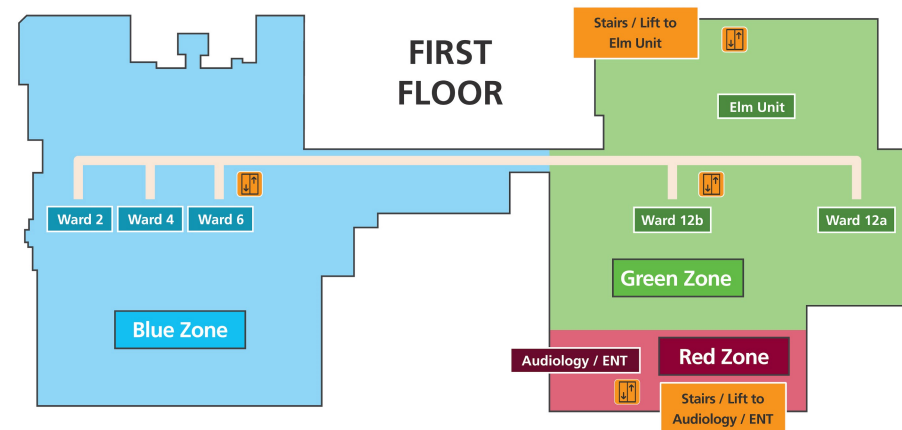 FIRST
FLOOR
Stairs / Lift to
Elm Unit
Elm Unit
Ward 2
Ward 4
Ward 6
Ward 12b
Ward 12a
Green Zone
Blue Zone
Audiology / ENT
Red Zone
Stairs / Lift to
Audiology / ENT